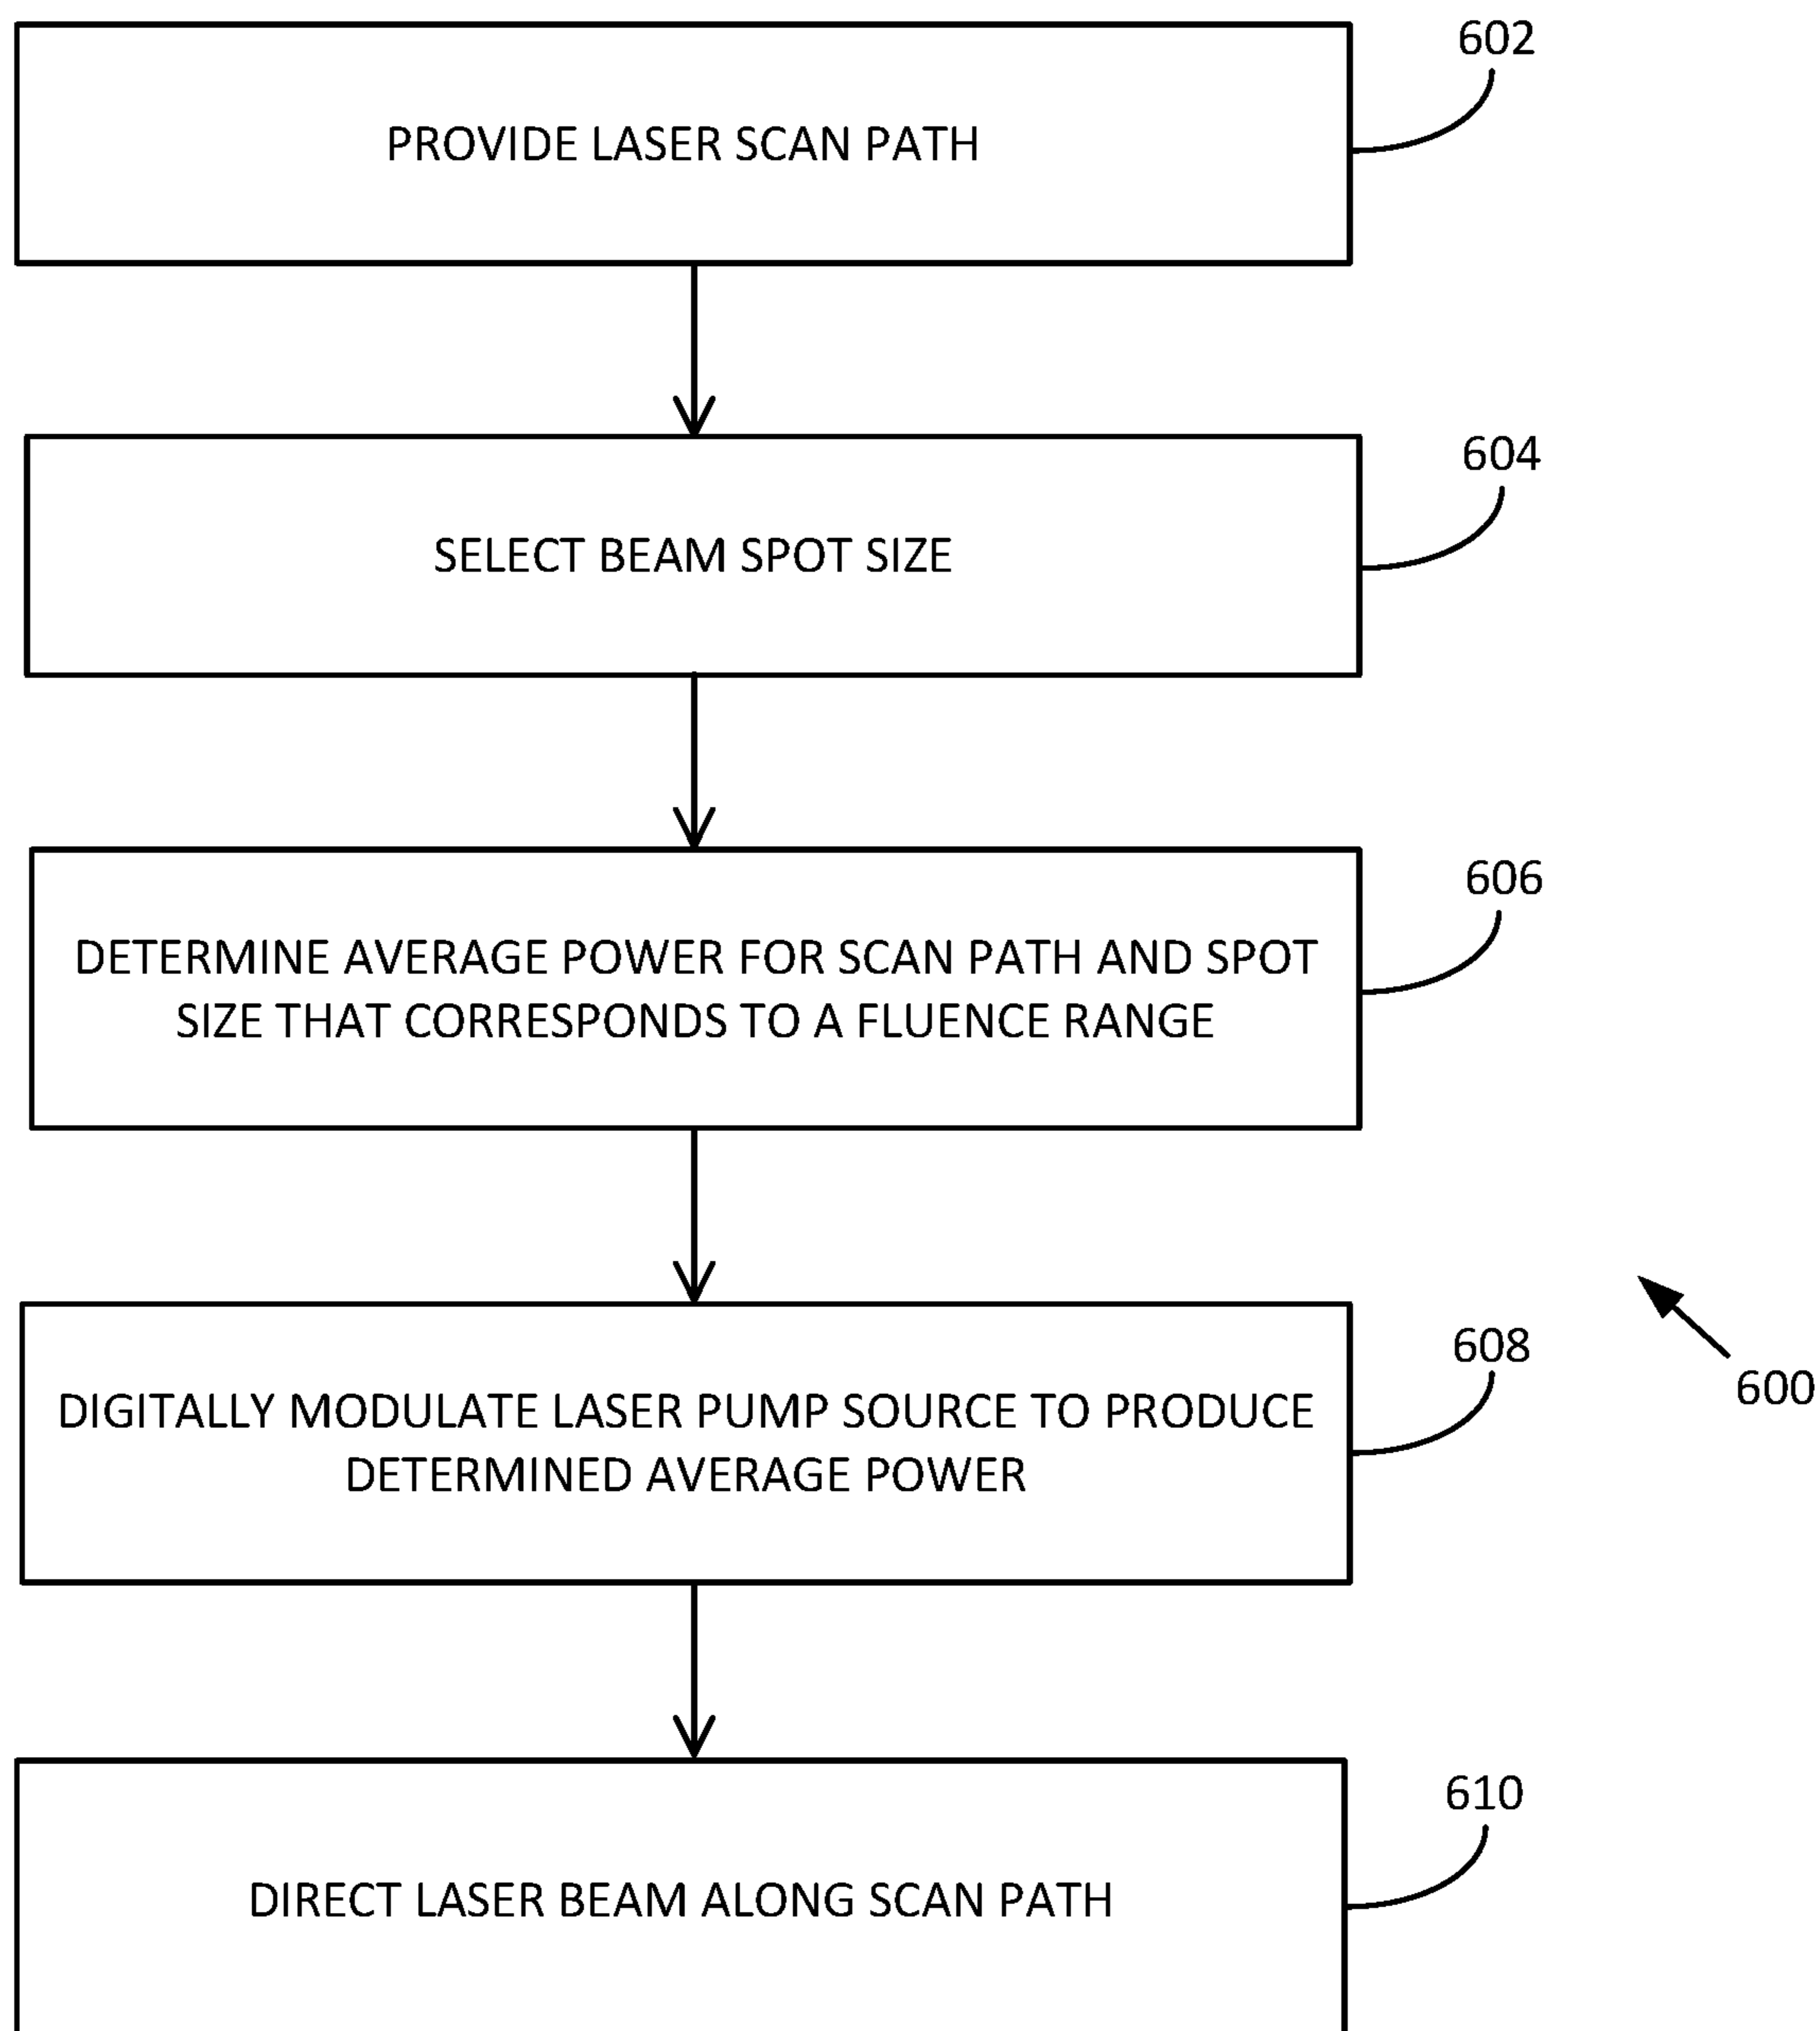 602
PROVIDE LASER SCAN PATH
604
SELECT BEAM SPOT SIZE
606
DETERMINE AVERAGE POWER FOR SCAN PATH AND SPOT
SIZE THAT CORRESPONDS TO A FLUENCE RANGE
608
600
DIGITALLY MODULATE LASER PUMP SOURCE TO PRODUCE
DETERMINED AVERAGE POWER
610
DIRECT LASER BEAM ALONG SCAN PATH